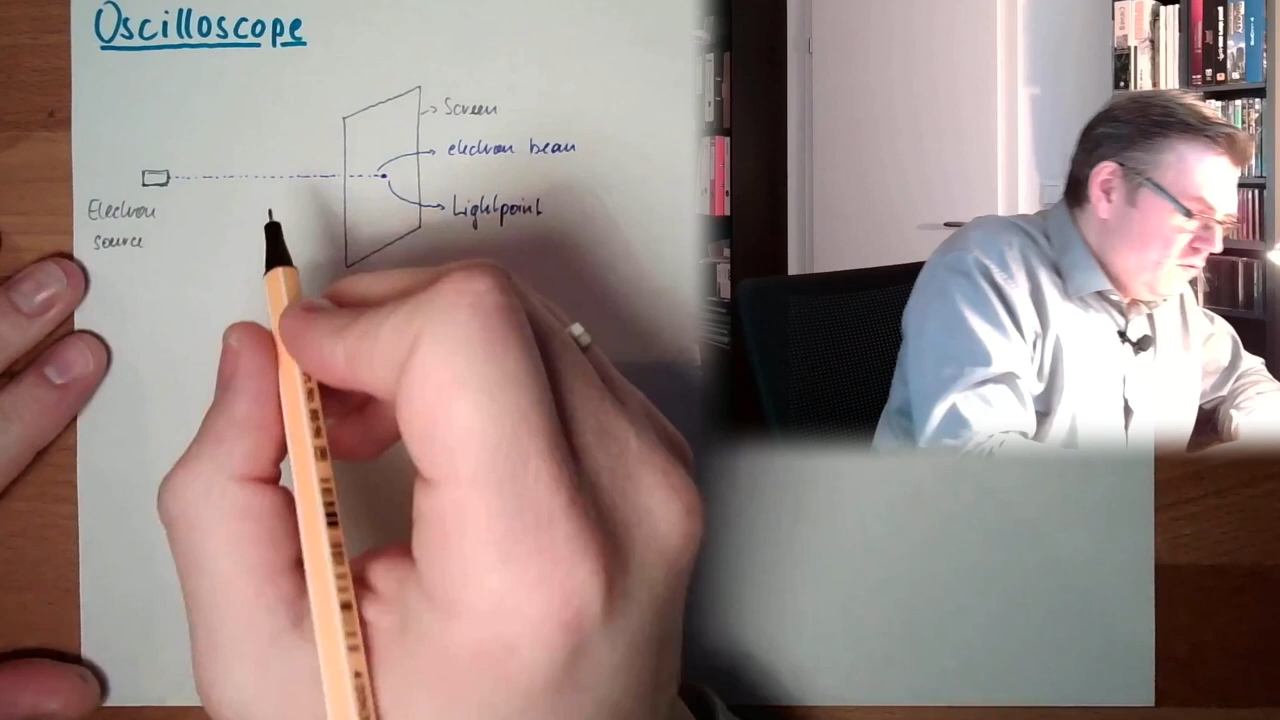 Oscilloscope
Screen
electron beam
Lightpoint
Electron
source